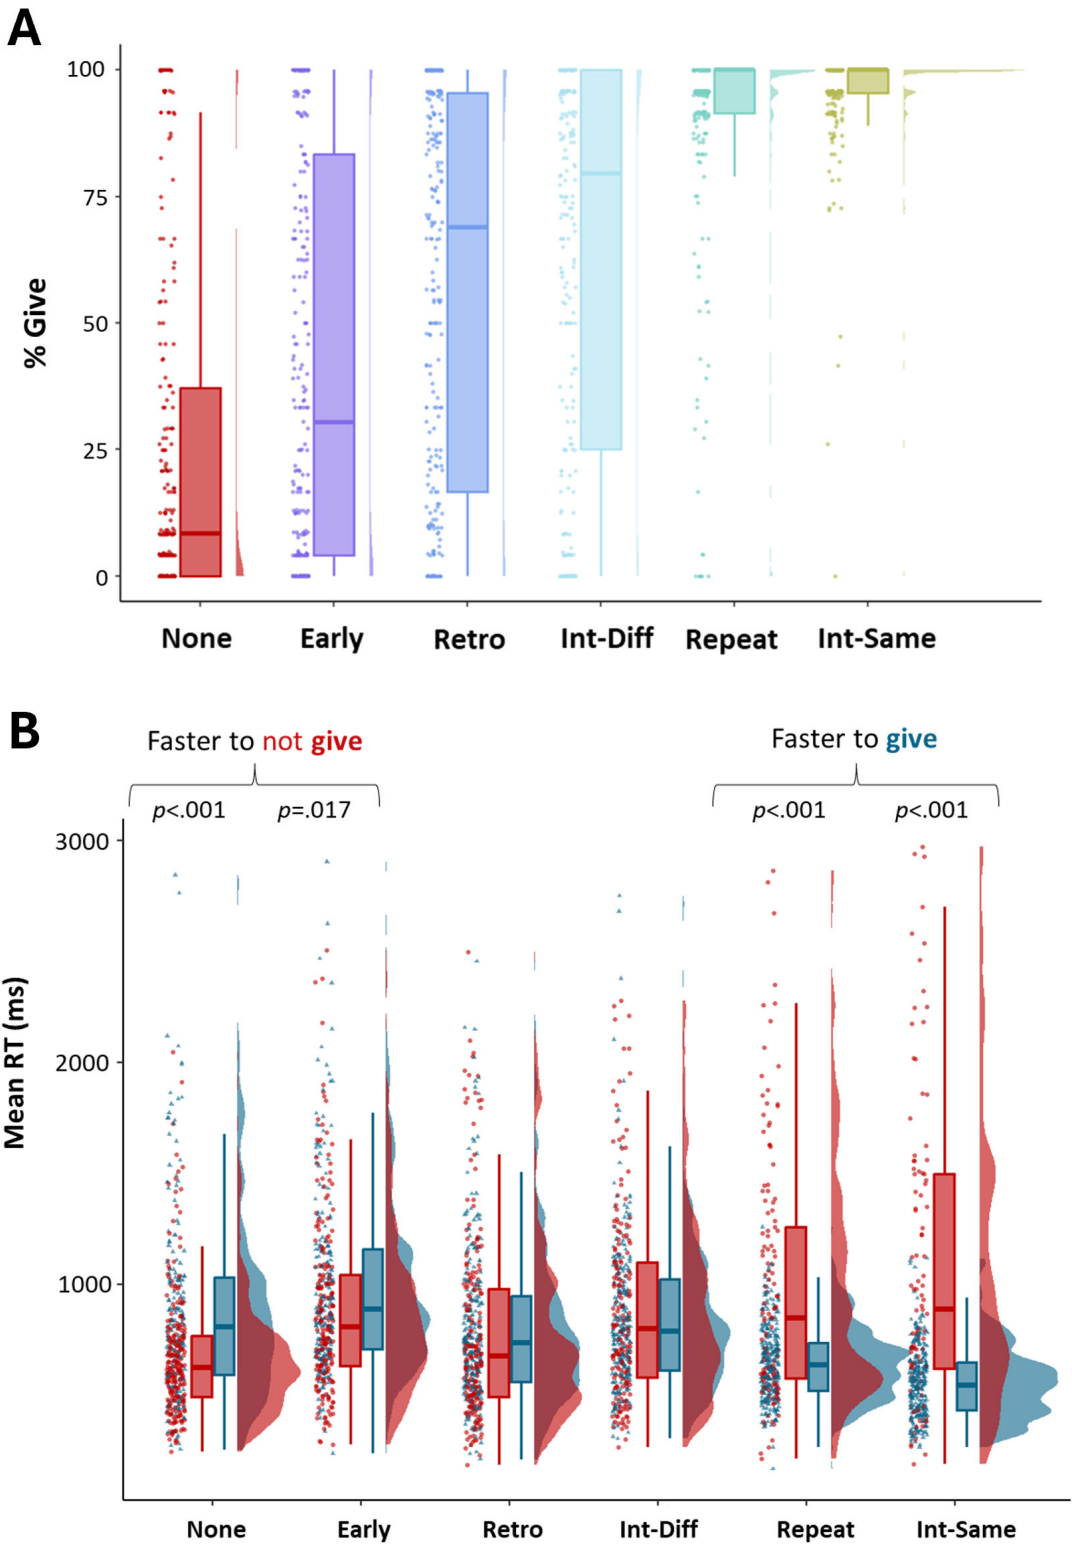 A
100
75
50
25
0
% Give
None Early Retro Int-Diff Repeat Int-Same
B
Faster to not give Faster to give
p<.001 p=.017 p<.001 p<.001
3000
2000
1000
Mean RT (ms)
None Early Retro Int-Diff Repeat Int-Same